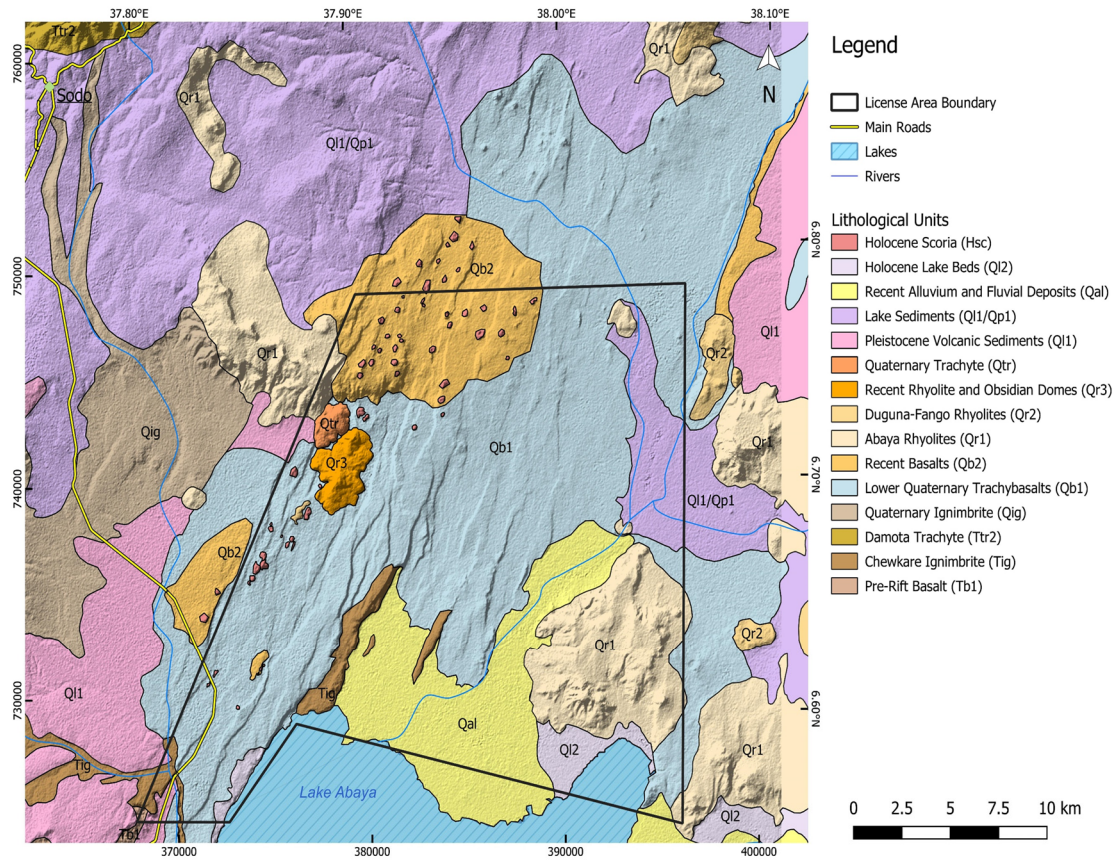 37.80°E
37.90°E
38.00°E
38.10°E
760000
750000
740000
730000
6.80°N
6.70°N
6.60°N
370000
380000
390000
400000
Ttr2
Sodo
Qr1
Qr1
N
Ql1/Qp1
Qb2
Ql1
Qr1
Qr2
Qtr
Qig
Qb1
Qr1
Qr3
Ql1/Qp1
Qb2
Qr2
Qr1
Ql1
Tig
Qal
Tig
Ql2
Qr1
Lake Abaya
Ql2
Tb1
Legend
License Area Boundary
Main Roads
Lakes
Rivers
Lithological Units
Holocene Scoria (Hsc)
Holocene Lake Beds (Ql2)
Recent Alluvium and Fluvial Deposits (Qal)
Lake Sediments (Ql1/Qp1)
Pleistocene Volcanic Sediments (Ql1)
Quaternary Trachyte (Qtr)
Recent Rhyolite and Obsidian Domes (Qr3)
Duguna-Fango Rhyolites (Qr2)
Abaya Rhyolites (Qr1)
Recent Basalts (Qb2)
Lower Quaternary Trachybasalts (Qb1)
Quaternary Ignimbrite (Qig)
Damota Trachyte (Ttr2)
Chewkare Ignimbrite (Tig)
Pre-Rift Basalt (Tb1)
0 2.5 5 7.5 10 km